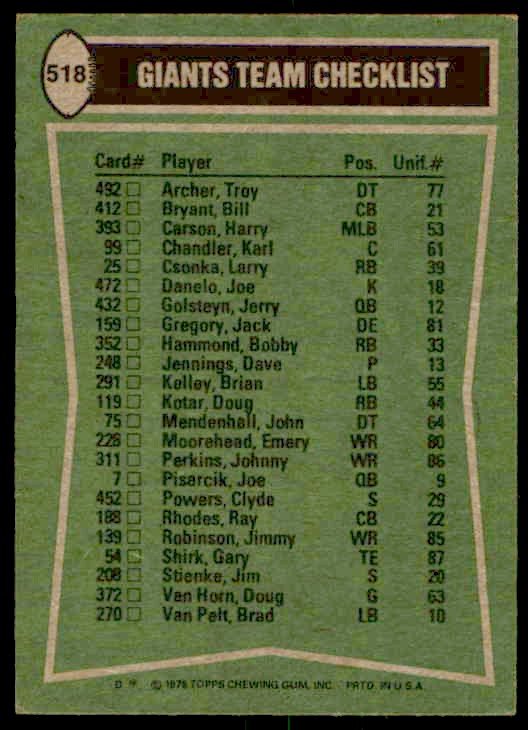 518
GIANTS TEAM CHECKLIST
Card# Player Pos. Unif.#
492 Archer, Troy DT 77
412 Bryant, Bill CB 21
393 Carson, Harry MLB 53
99 Chandler, Karl C 61
25 Csonka, Larry RB 39
472 Danelo, Joe K 18
432 Golsteyn, Jerry QB 12
159 Gregory, Jack DE 81
352 Hammond, Bobby RB 33
248 Jennings, Dave P 13
291 Kelley, Brian LB 55
119 Kotar, Doug RB 44
75 Mendenhall, John DT 64
228 Moorehead, Emery WR 80
311 Perkins, Johnny WR 86
7 Pisarcik, Joe QB 9
452 Powers, Clyde S 29
188 Rhodes, Ray CB 22
139 Robinson, Jimmy WR 85
54 Shirk, Gary TE 87
208 Stienke, Jim S 20
372 Van Horn, Doug G 63
270 Van Pelt, Brad LB 10
© 1978 TOPPS CHEWING GUM, INC. PRTD. IN U.S.A.